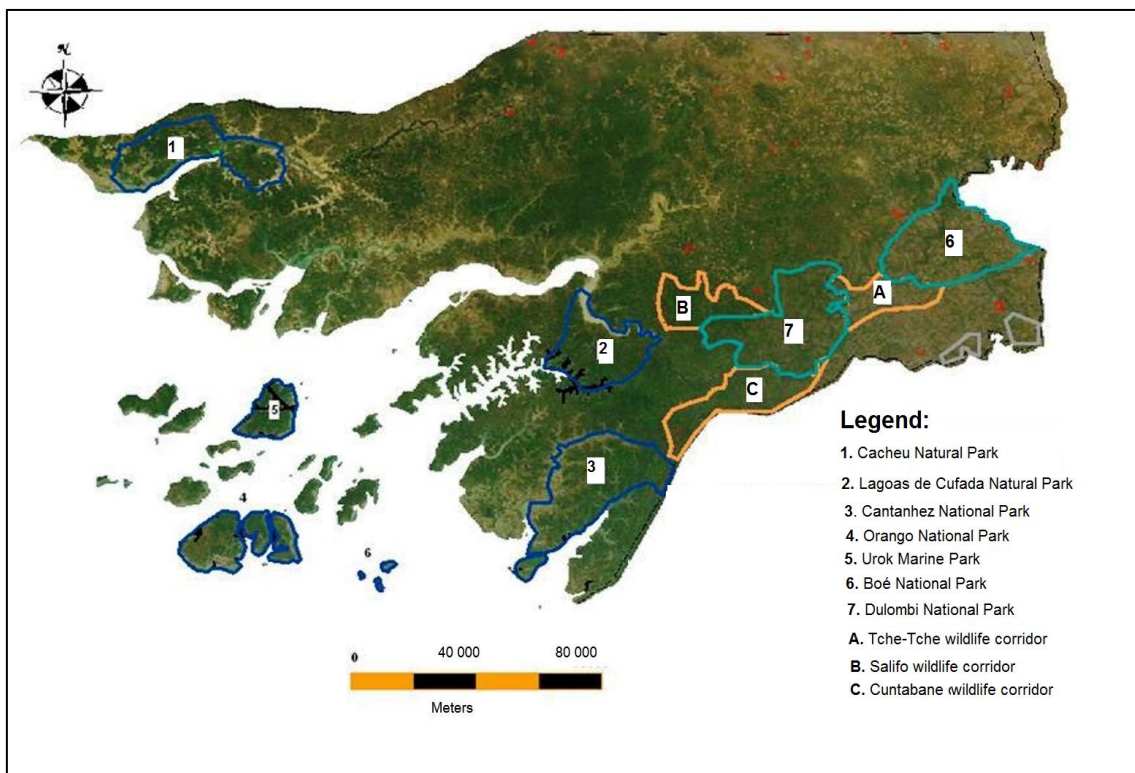 N
1
6
A
B
7
2
C
5
3
4
6
Legend:
1. Cacheu Natural Park
2. Lagoas de Cufada Natural Park
3. Cantanhez National Park
4. Orango National Park
5. Urok Marine Park
6. Boé National Park
7. Dulombi National Park
A. Tche-Tche wildlife corridor
B. Salifo wildlife corridor
C. Cuntabane wildlife corridor
0 40 000 80 000
Meters